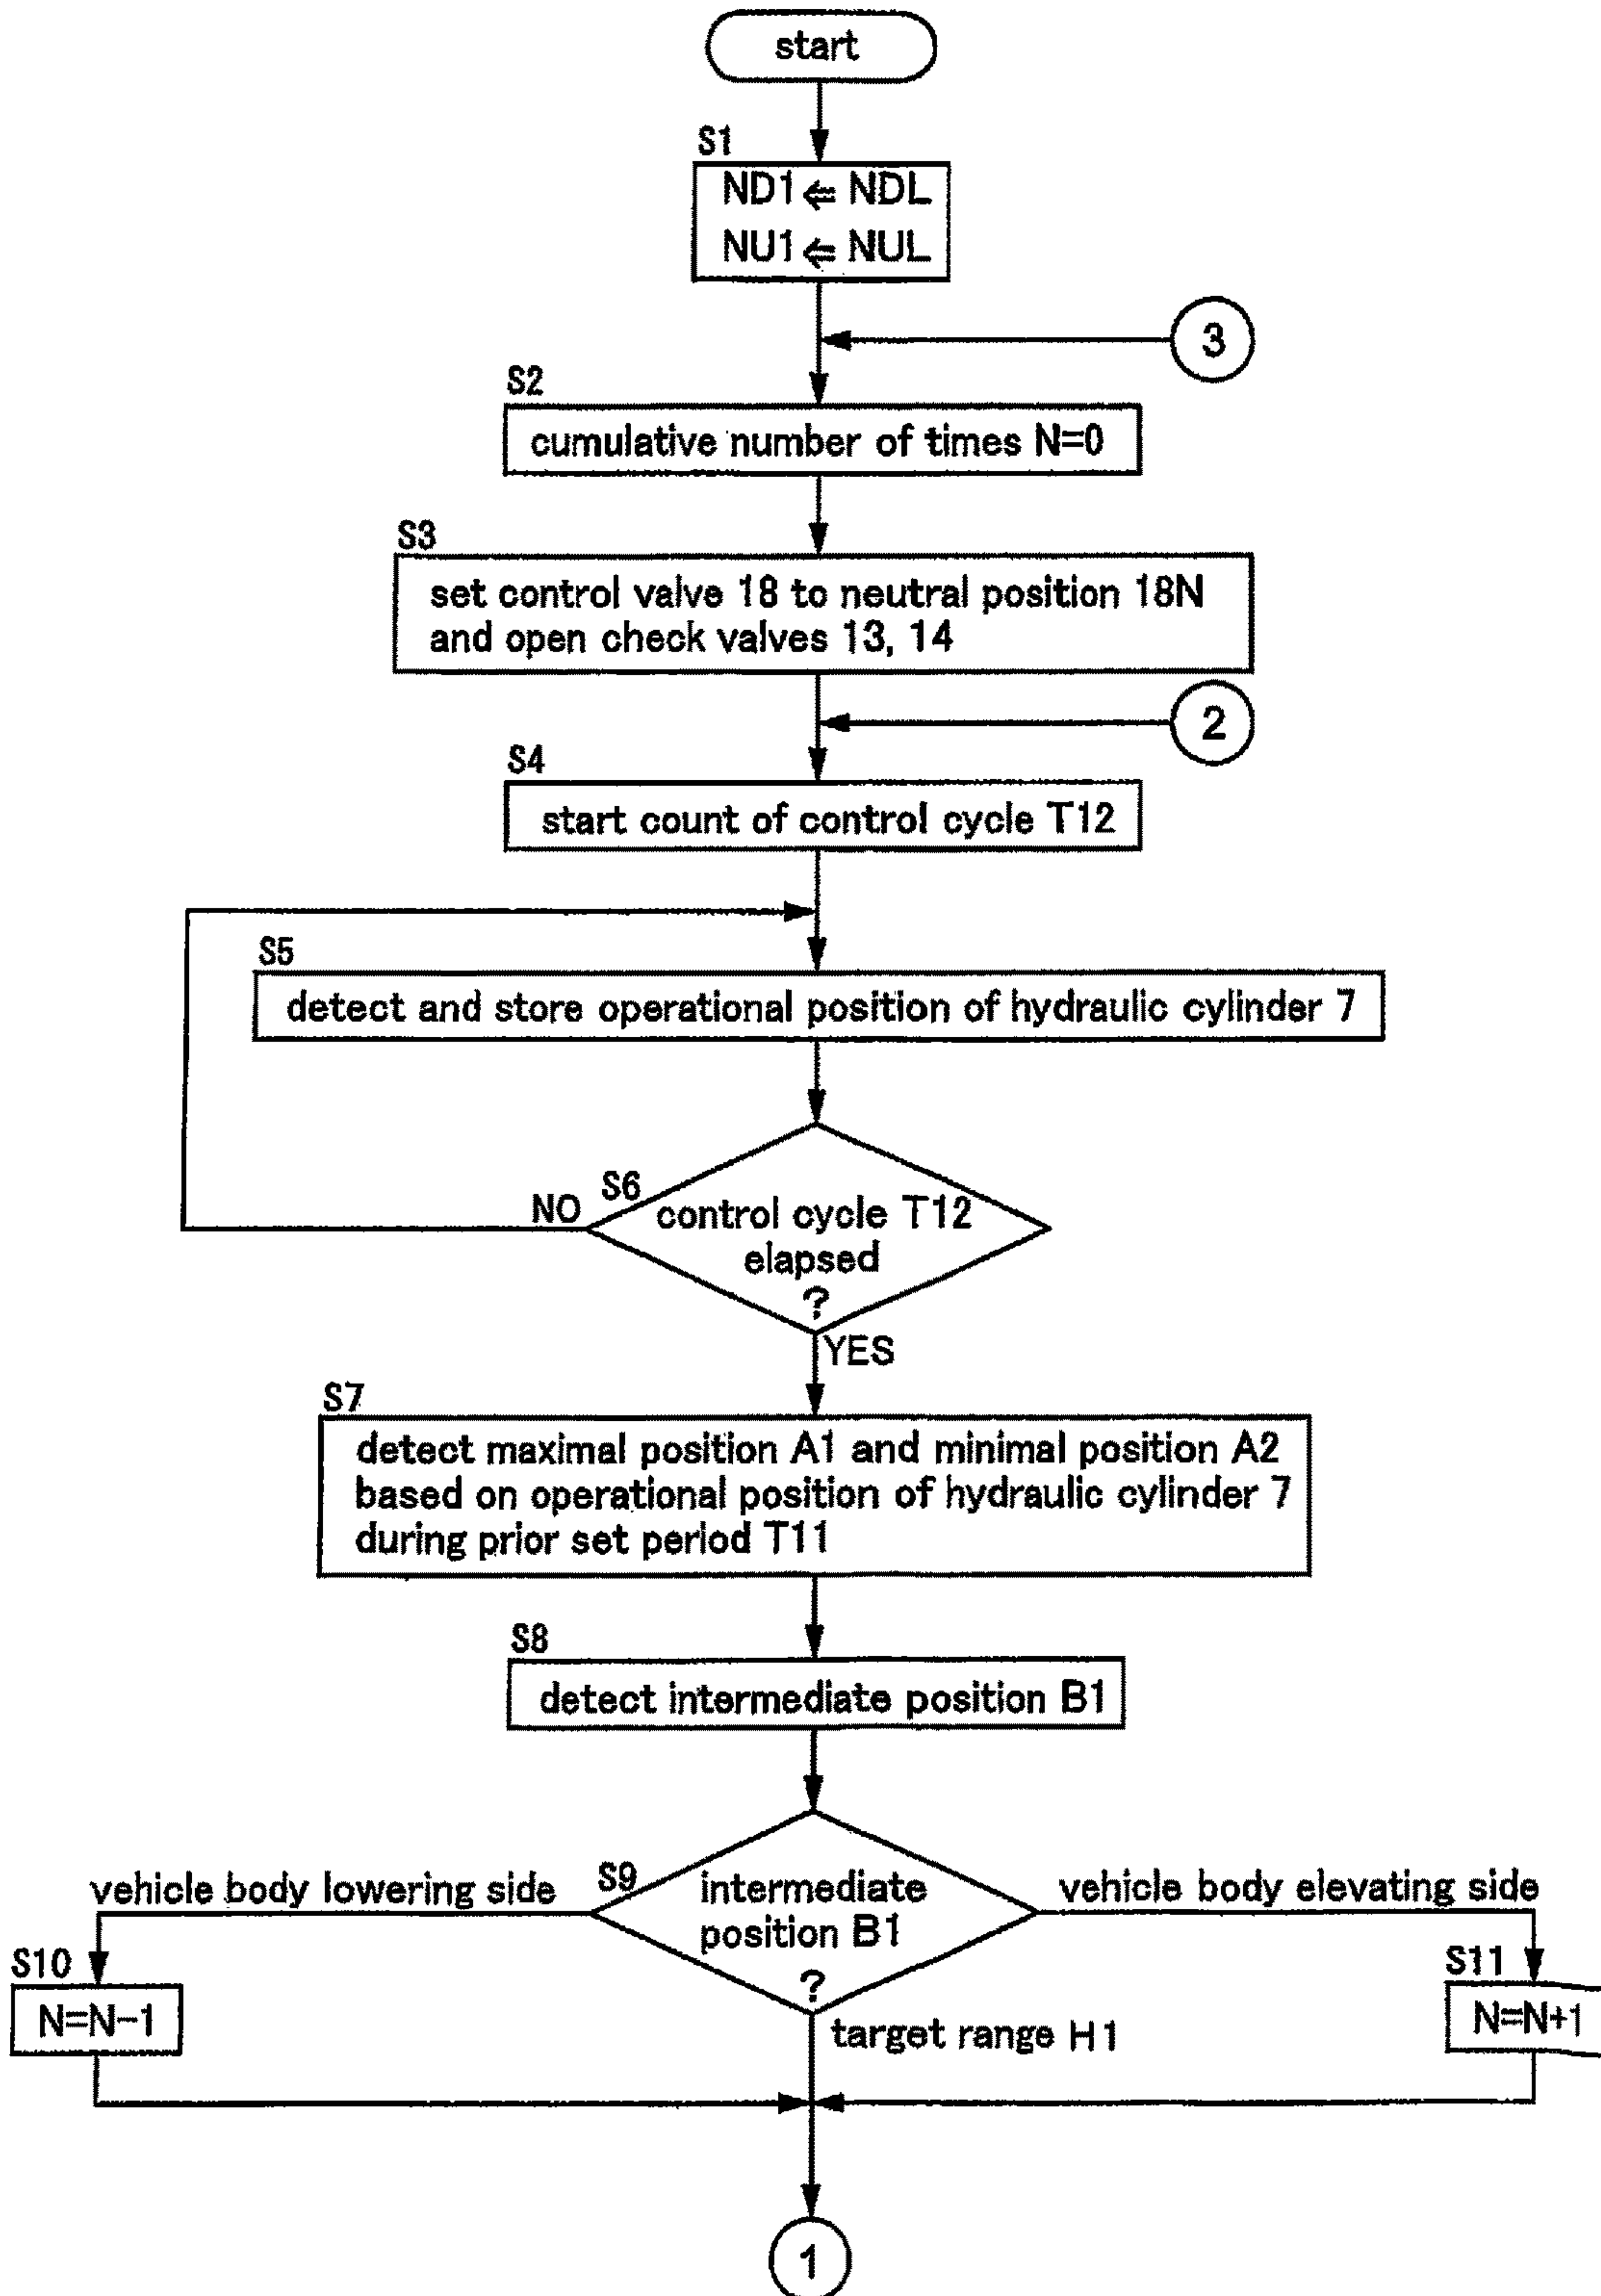 start
S1
ND1⇐NDL
NU1⇐NUL
3
S2
cumulative number of times N=0
S3
set control valve 18 to neutral position 18N
and open check valves 13, 14
2
S4
start count of control cycle T12
S5
detect and store operational position of hydraulic cylinder 7
S6
NO
control cycle T12
elapsed
?
YES
S7
detect maximal position A1 and minimal position A2
based on operational position of hydraulic cylinder 7
during prior set period T11
S8
detect intermediate position B1
vehicle body lowering side
S9
intermediate
position B1
?
vehicle body elevating side
S10
N=N-1
target range H1
S11
N=N+1
1